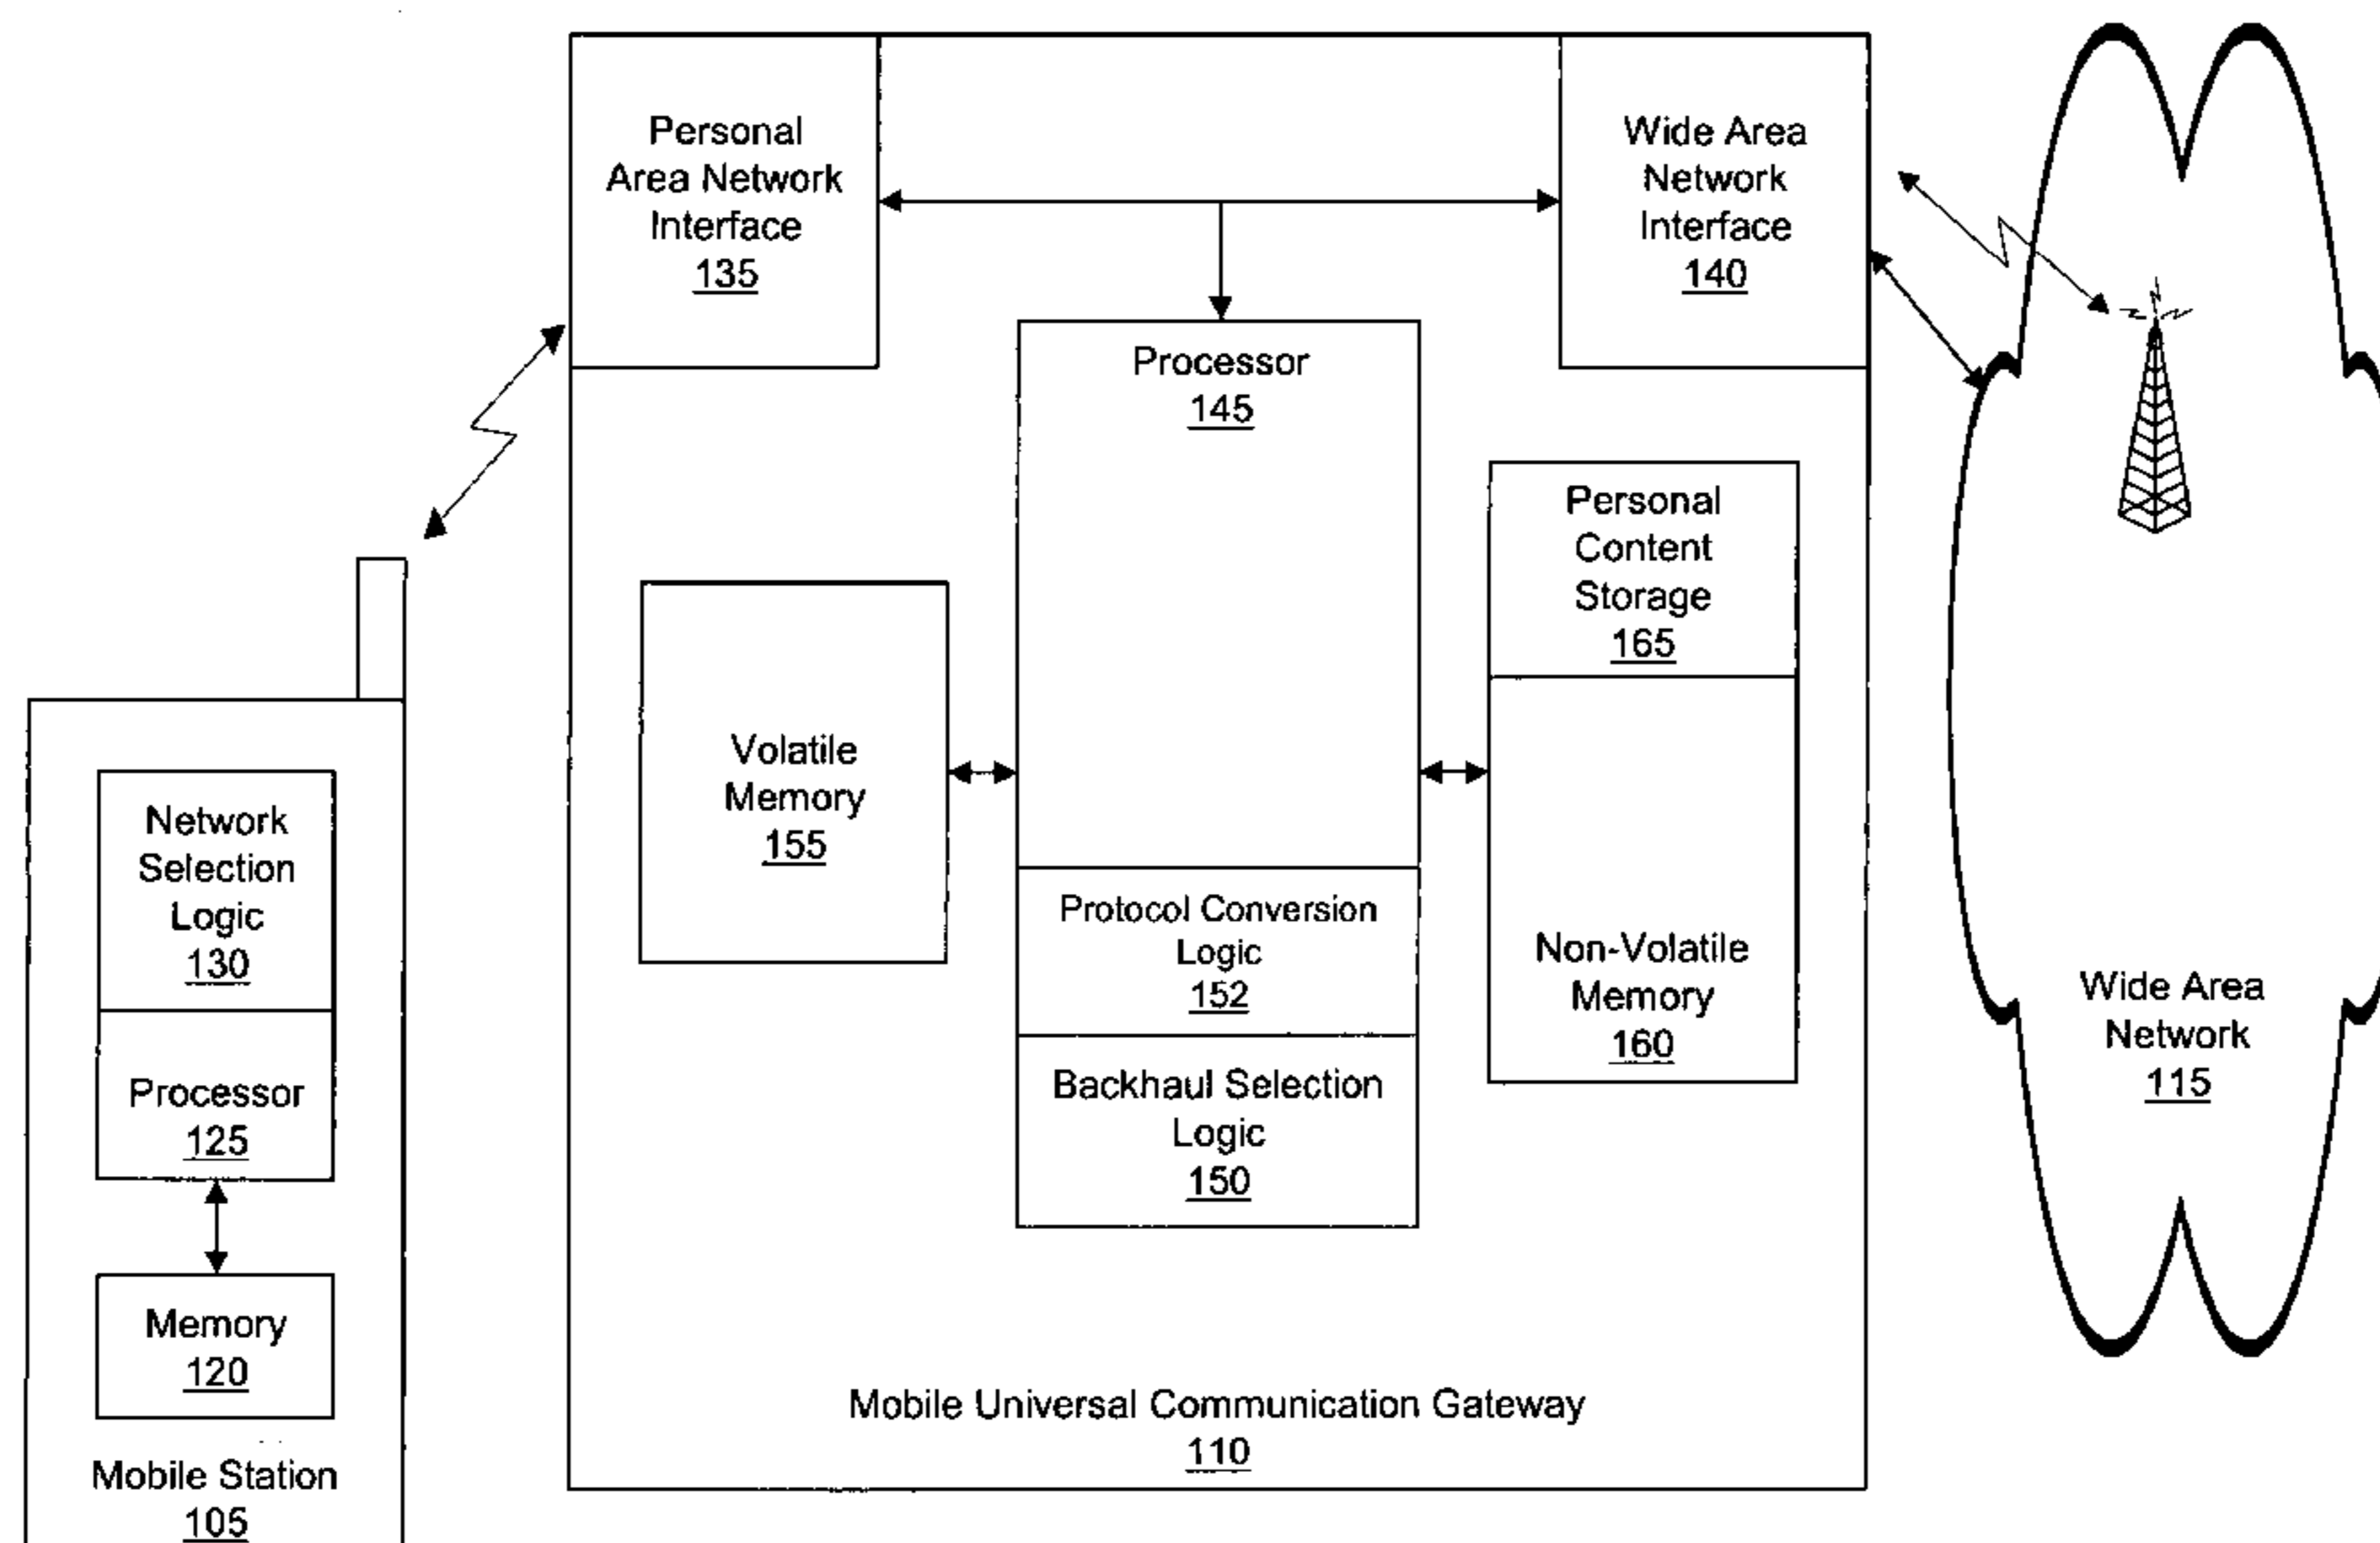 Personal
Area Network
Interface
135
Wide Area
Network
Interface
140
Processor
145
Personal
Content
Storage
165
Volatile
Memory
155
Network
Selection
Logic
130
Protocol Conversion
Logic
152
Non-Volatile
Memory
160
Wide Area
Network
115
Processor
125
Backhaul Selection
Logic
150
Memory
120
Mobile Universal Communication Gateway
110
Mobile Station
105